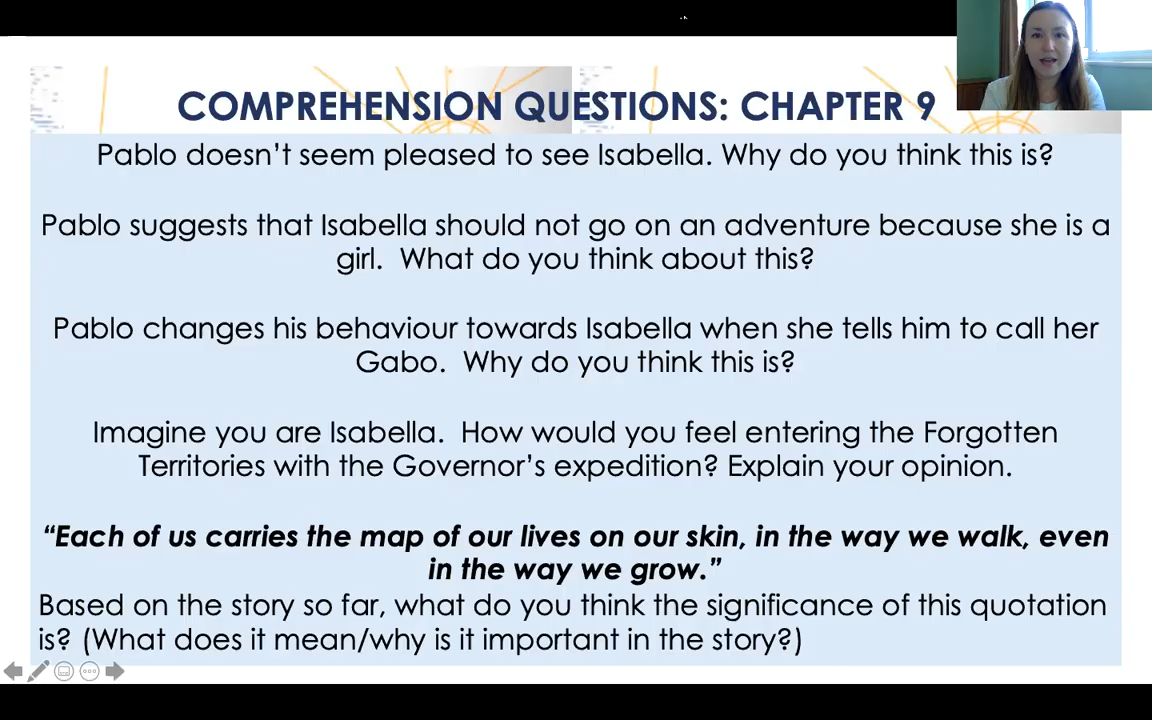 COMPREHENSION QUESTIONS: CHAPTER 9
Pablo doesn’t seem pleased to see Isabella. Why do you think this is?
Pablo suggests that Isabella should not go on an adventure because she is a
girl.  What do you think about this?
Pablo changes his behaviour towards Isabella when she tells him to call her
Gabo.  Why do you think this is?
Imagine you are Isabella.  How would you feel entering the Forgotten
Territories with the Governor’s expedition? Explain your opinion.
“Each of us carries the map of our lives on our skin, in the way we walk, even
in the way we grow.”
Based on the story so far, what do you think the significance of this quotation
is? (What does it mean/why is it important in the story?)